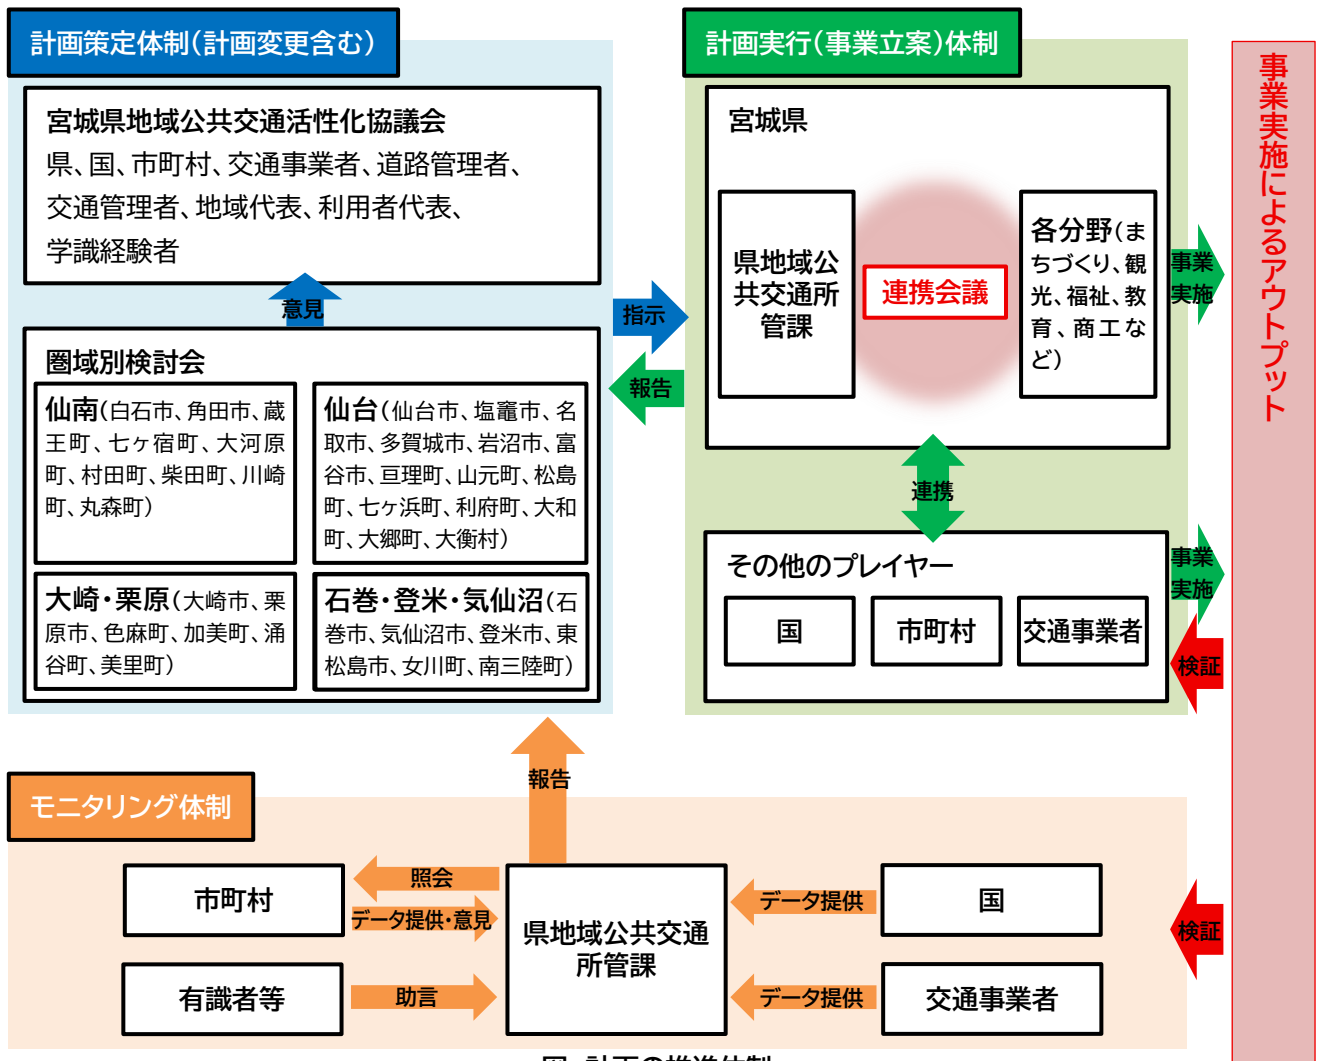 計画策定体制(計画変更含む)
宮城県地域公共交通活性化協議会
県、国、市町村、交通事業者、道路管理者、
交通管理者、地域代表、利用者代表、
学識経験者
意見
圏域別検討会
仙南(白石市、角田市、蔵
王町、七ヶ宿町、大河原
町、村田町、柴田町、川崎
町、丸森町)
仙台(仙台市、塩竈市、名
取市、多賀城市、岩沼市、富
谷市、亘理町、山元町、松島
町、七ヶ浜町、利府町、大和
町、大郷町、大衡村)
大崎・栗原(大崎市、栗
原市、色麻町、加美町、涌
谷町、美里町)
石巻・登米・気仙沼(石
巻市、気仙沼市、登米市、東
松島市、女川町、南三陸町)
指示
報告
計画実行(事業立案)体制
宮城県
県地域公
共交通所
管課
連携会議
各分野(ま
ちづくり、観
光、福祉、教
育、商工な
ど)
連携
その他のプレイヤー
国
市町村
交通事業者
事業
実施
事業
実施
検証
事業実施によるアウトプット
モニタリング体制
報告
市町村
照会
データ提供・意見
有識者等
助言
県地域公共交通
所管課
データ提供
国
データ提供
交通事業者
検証